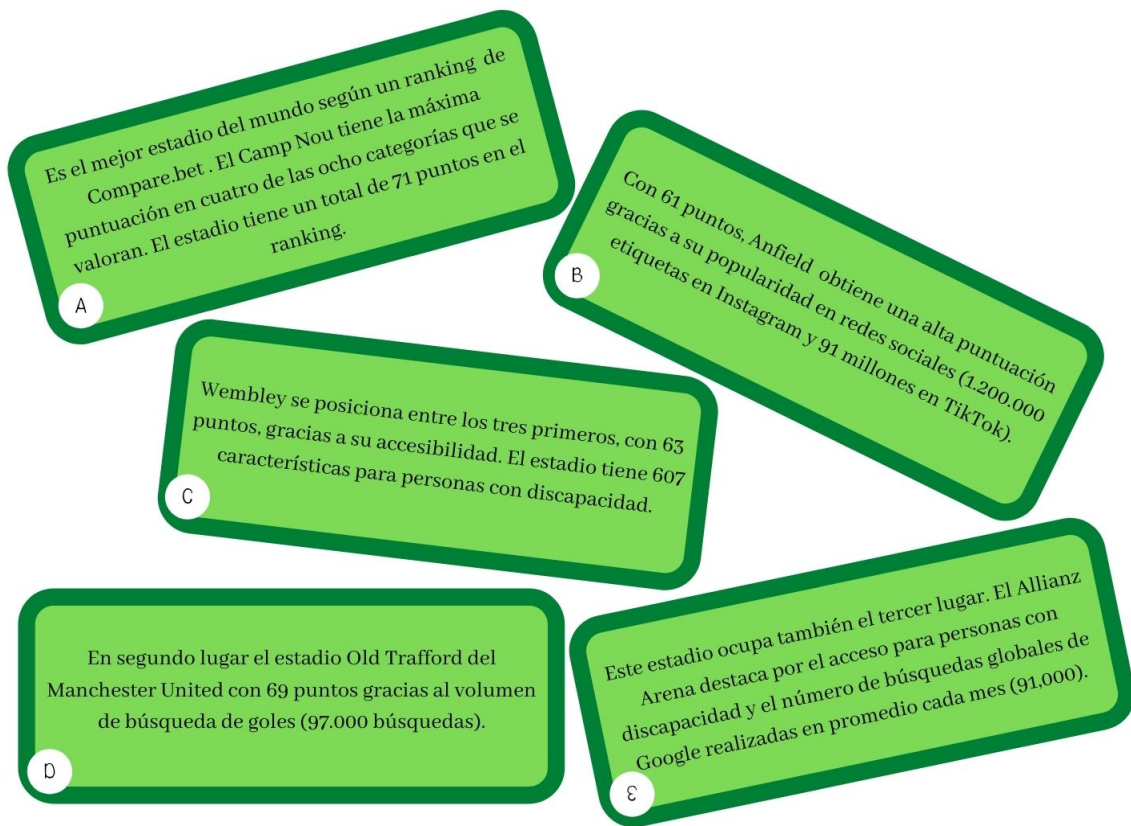 Es el mejor estadio del mundo según un ranking de
Compare.bet . El Camp Nou tiene la máxima
puntuación en cuatro de las ocho categorías que se
valoran. El estadio tiene un total de 71 puntos en el
ranking.
A
Con 61 puntos, Anfield obtiene una alta puntuación
gracias a su popularidad en redes sociales (1.200.000
etiquetas en Instagram y 91 millones en TikTok).
B
Wembley se posiciona entre los tres primeros, con 63
puntos, gracias a su accesibilidad. El estadio tiene 607
características para personas con discapacidad.
C
En segundo lugar el estadio Old Trafford del
Manchester United con 69 puntos gracias al volumen
de búsqueda de goles (97.000 búsquedas).
D
Este estadio ocupa también el tercer lugar. El Allianz
Arena destaca por el acceso para personas con
discapacidad y el número de búsquedas globales de
Google realizadas en promedio cada mes (91,000).
E